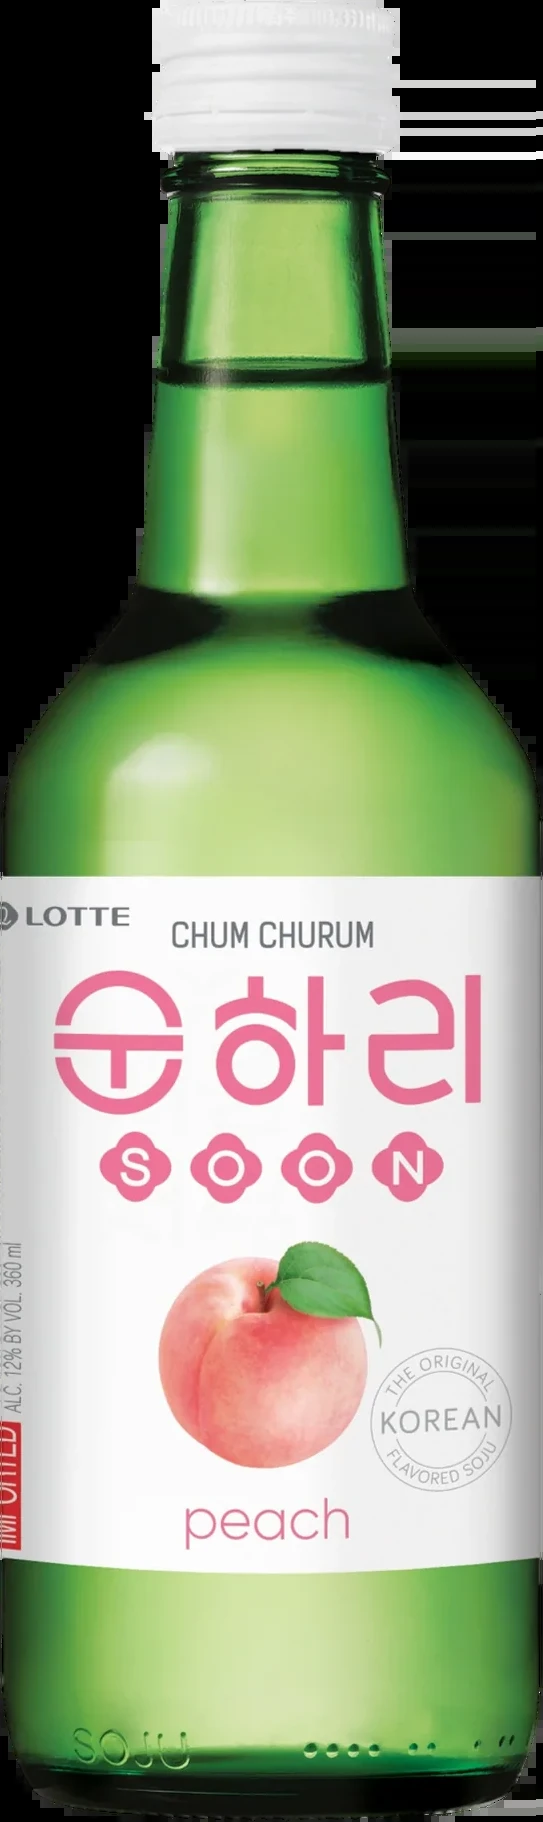 LOTTE
CHUM CHURUM
순하리
SOON
ALC. 12% BY VOL. 360 ml
IMPORTED
THE ORIGINAL
KOREAN
FLAVORED SOJU
peach
SOJU